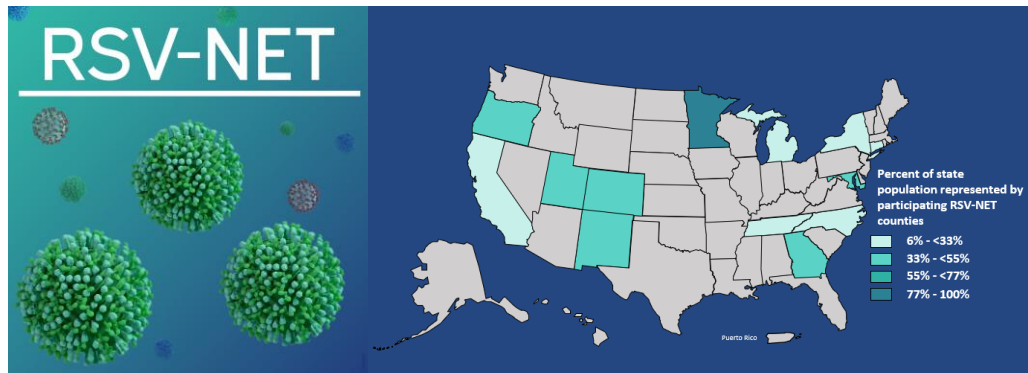 RSV-NET
Percent of state
population represented by
participating RSV-NET
counties
6% - <33%
33% - <55%
55% - <77%
77% - 100%
Puerto Rico